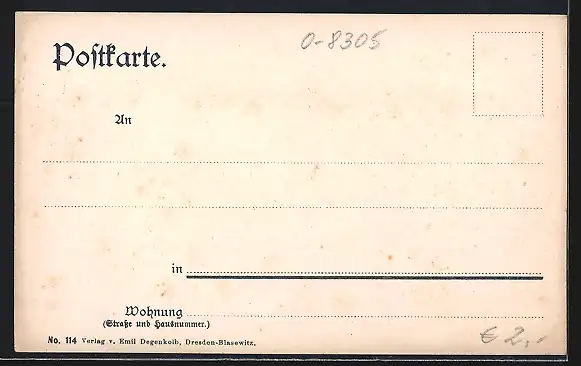 0-8305
Postkarte.
An
in
Wohnung
(Straße und Hausnummer.)
No. 114 Verlag v. Emil Degenkolb, Dresden-Blasewitz.
€ 2,-